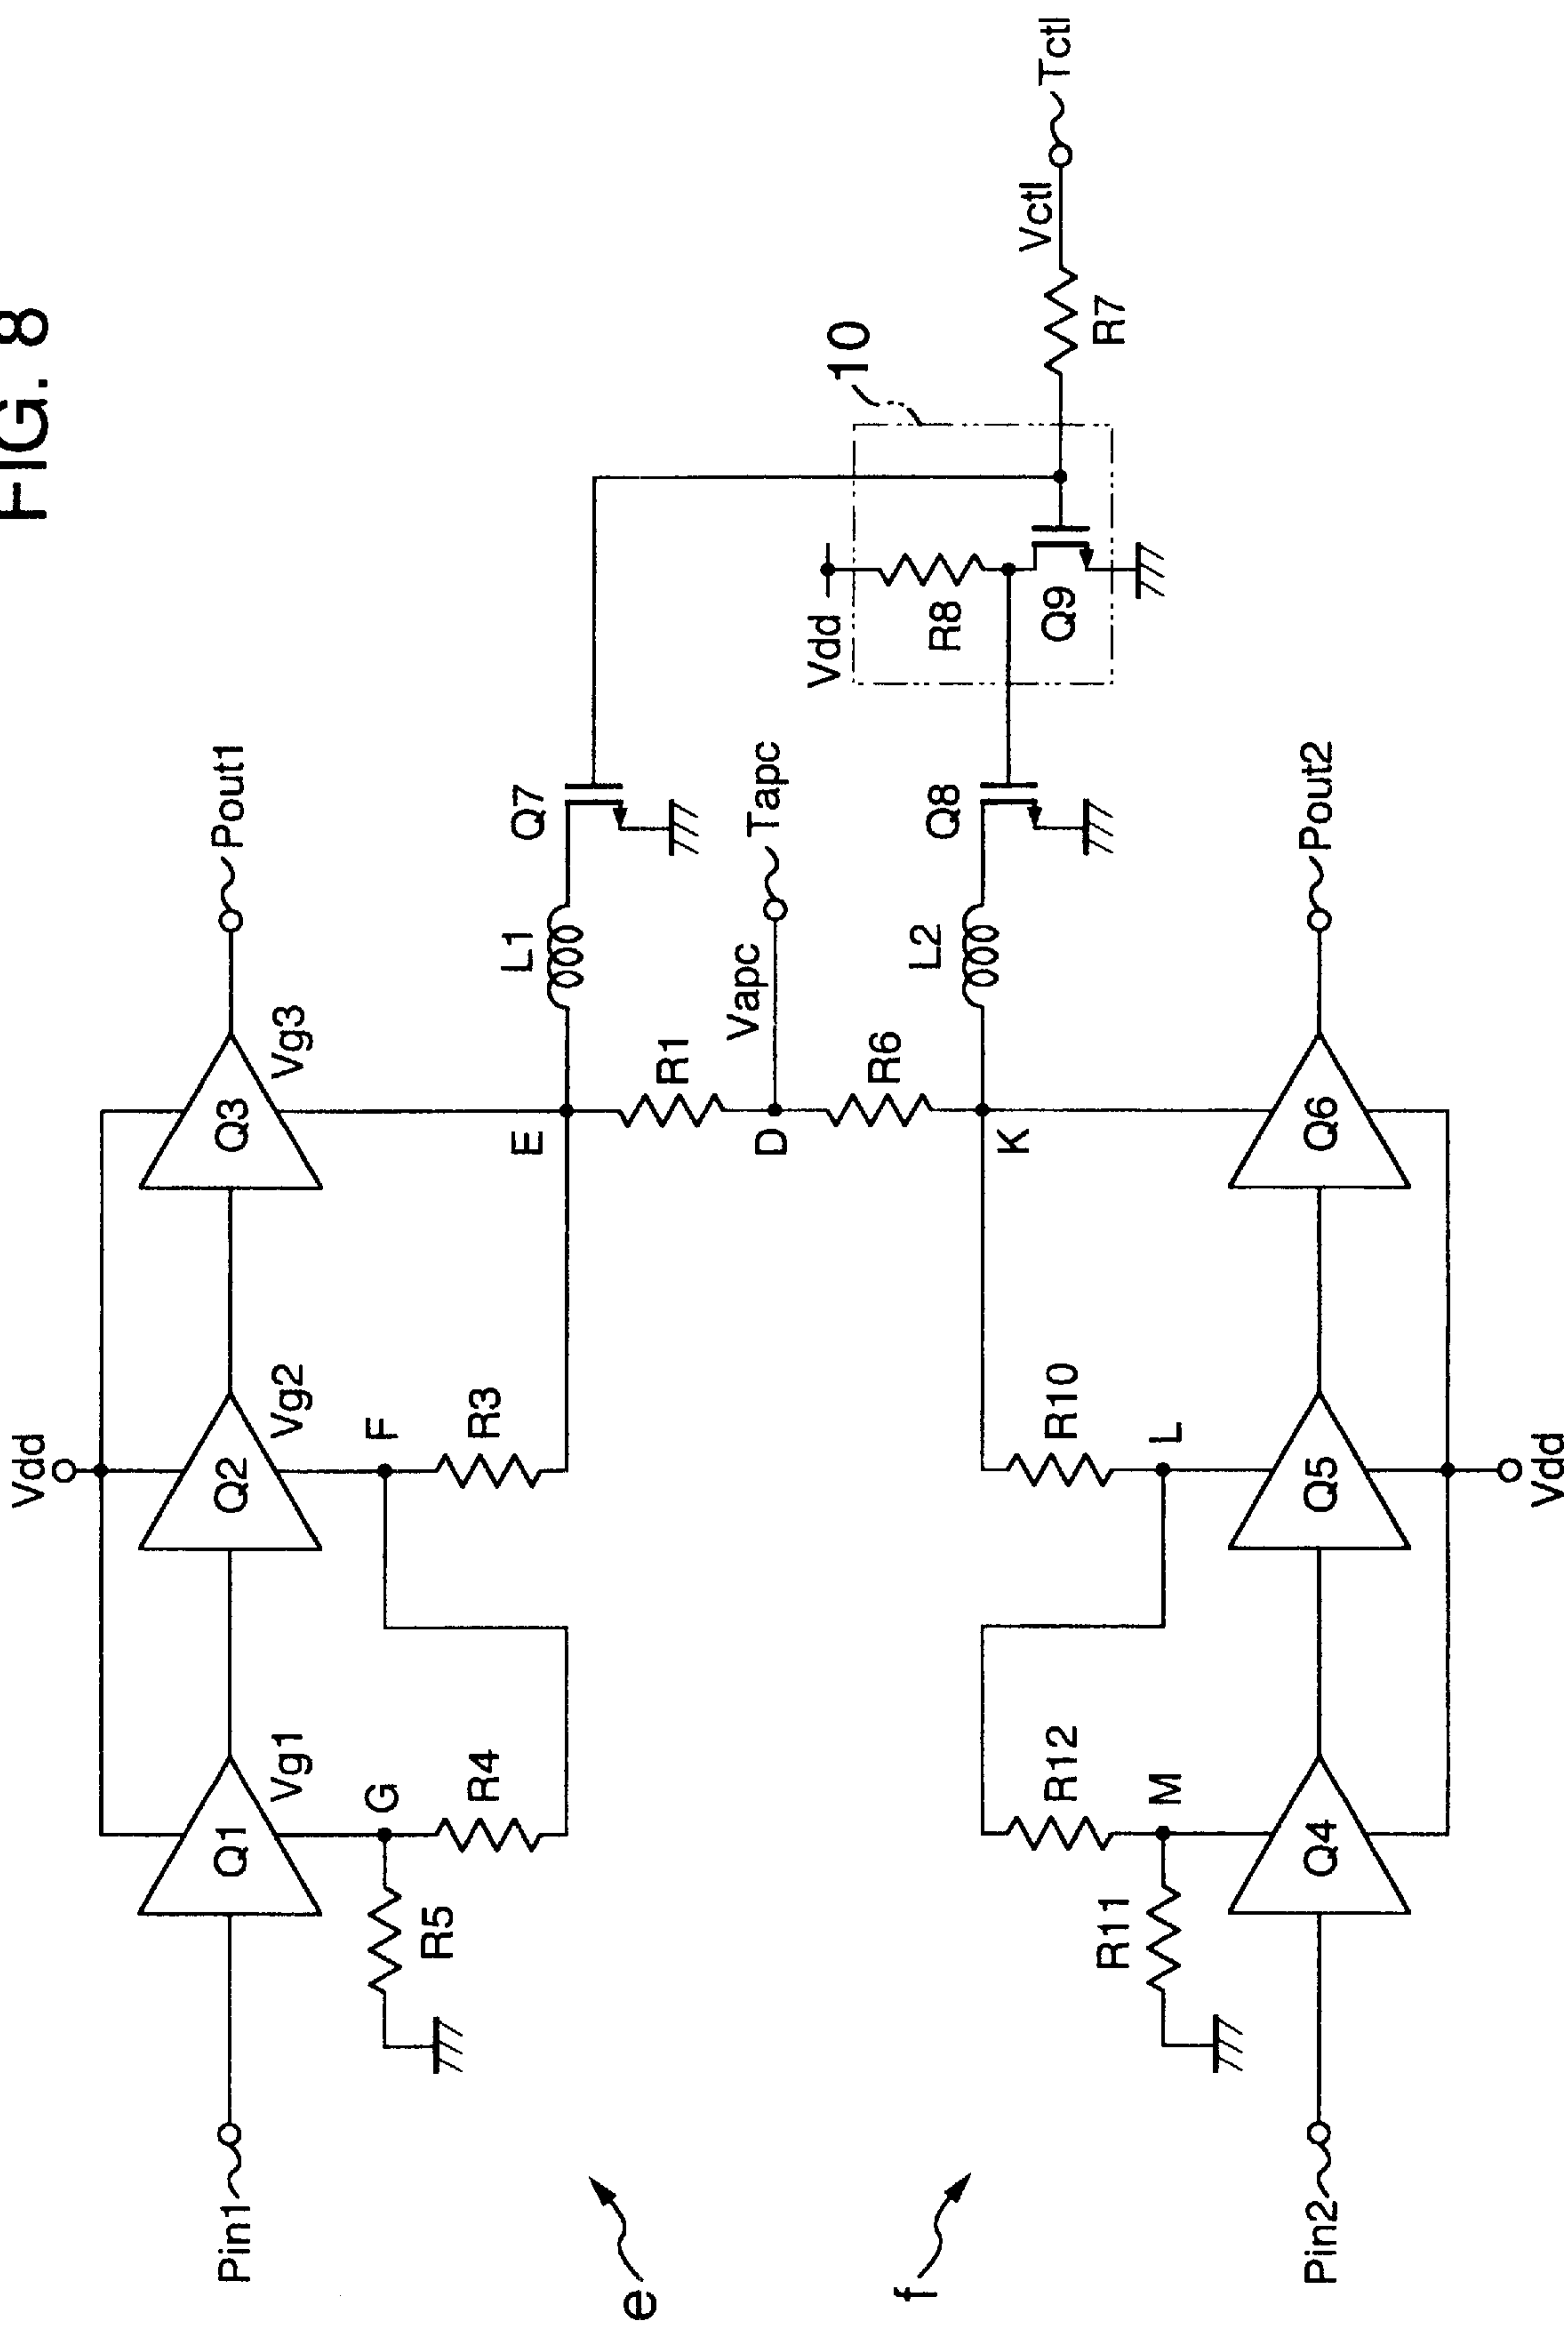 FIG. 8
Vdd
Pin1
Q1
Vg1
Q2
Vg2
Q3
Vg3
Pout1
G
F
R5
R4
R3
E
L1
Q7
R1
D
Vapc
Tapc
R6
K
L2
Q8
Vdd
R8
Q9
10
Vctl
Tctl
R7
e
f
R12
R10
R11
M
L
Pin2
Q4
Q5
Q6
Pout2
Vdd